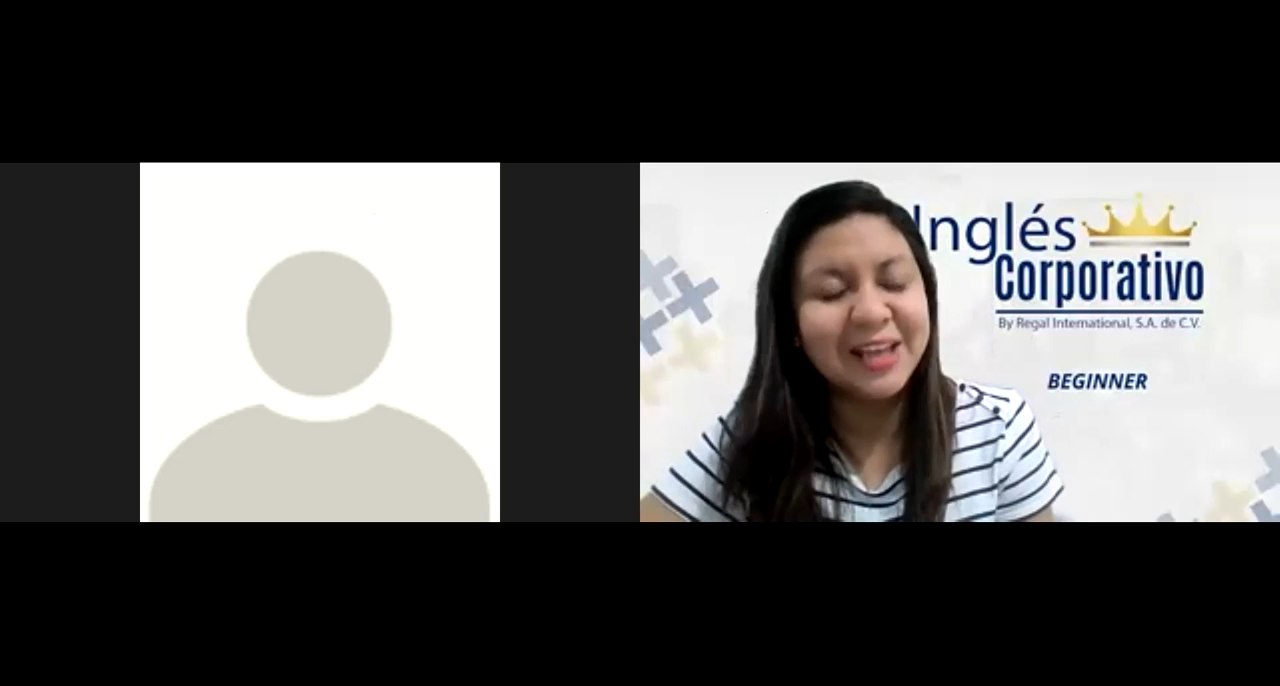 Inglés
Corporativo
By Regal International, S.A. de C.V.
BEGINNER